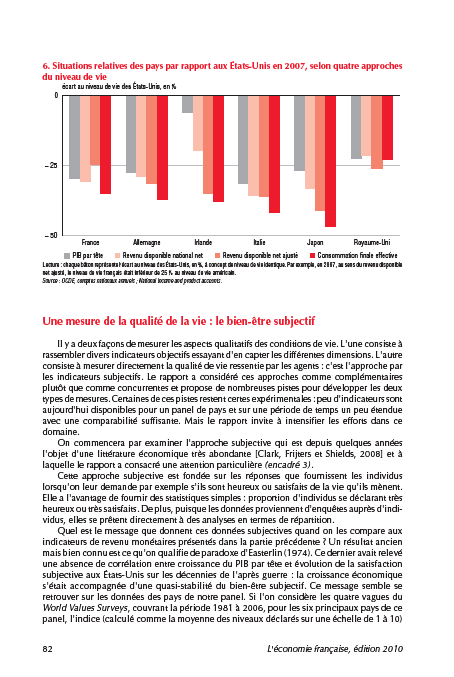 6. Situations relatives des pays par rapport aux États-Unis en 2007, selon quatre approches
du niveau de vie
écart au niveau de vie des États-Unis, en %
0
– 25
– 50
France Allemagne Irlande Italie Japon Royaume-Uni
PIB par tête Revenu disponible national net Revenu disponible net ajusté Consommation finale effective
Lecture : chaque bâton représente l'écart au niveau des États-Unis, en %, à concept de niveau de vie identique. Par exemple, en 2007, au sens du revenu disponible
net ajusté, le niveau de vie français était inférieur de 25 % au niveau de vie américain.
Source : OCDE, comptes nationaux annuels ; National income and product accounts.
Une mesure de la qualité de la vie : le bien-être subjectif
Il y a deux façons de mesurer les aspects qualitatifs des conditions de vie. L'une consiste à
rassembler divers indicateurs objectifs essayant d'en capter les différentes dimensions. L'autre
consiste à mesurer directement la qualité de vie ressentie par les agents : c'est l'approche par
les indicateurs subjectifs. Le rapport a considéré ces approches comme complémentaires
plutôt que comme concurrentes et propose de nombreuses pistes pour développer les deux
types de mesures. Certaines de ces pistes restent certes expérimentales : peu d'indicateurs sont
aujourd'hui disponibles pour un panel de pays et sur une période de temps un peu étendue
avec une comparabilité suffisante. Mais le rapport invite à intensifier les efforts dans ce
domaine.
On commencera par examiner l'approche subjective qui est depuis quelques années
l'objet d'une littérature économique très abondante [Clark, Frijters et Shields, 2008] et à
laquelle le rapport a consacré une attention particulière (encadré 3).
Cette approche subjective est fondée sur les réponses que fournissent les individus
lorsqu'on leur demande par exemple s'ils sont heureux ou satisfaits de la vie qu'ils mènent.
Elle a l'avantage de fournir des statistiques simples : proportion d'individus se déclarant très
heureux ou très satisfaits. De plus, puisque les données proviennent d'enquêtes auprès d'indi-
vidus, elles se prêtent directement à des analyses en termes de répartition.
Quel est le message que donnent ces données subjectives quand on les compare aux
indicateurs de revenu monétaires présentés dans la partie précédente ? Un résultat ancien
mais bien connu est ce qu'on qualifie de paradoxe d'Easterlin (1974). Ce dernier avait relevé
une absence de corrélation entre croissance du PIB par tête et évolution de la satisfaction
subjective aux États-Unis sur les décennies de l'après guerre : la croissance économique
s'était accompagnée d'une quasi-stabilité du bien-être subjectif. Ce message semble se
retrouver sur les données des pays de notre panel. Si l'on considère les quatre vagues du
World Values Surveys, couvrant la période 1981 à 2006, pour les six principaux pays de ce
panel, l'indice (calculé comme la moyenne des niveaux déclarés sur une échelle de 1 à 10)
82 L'économie française, édition 2010